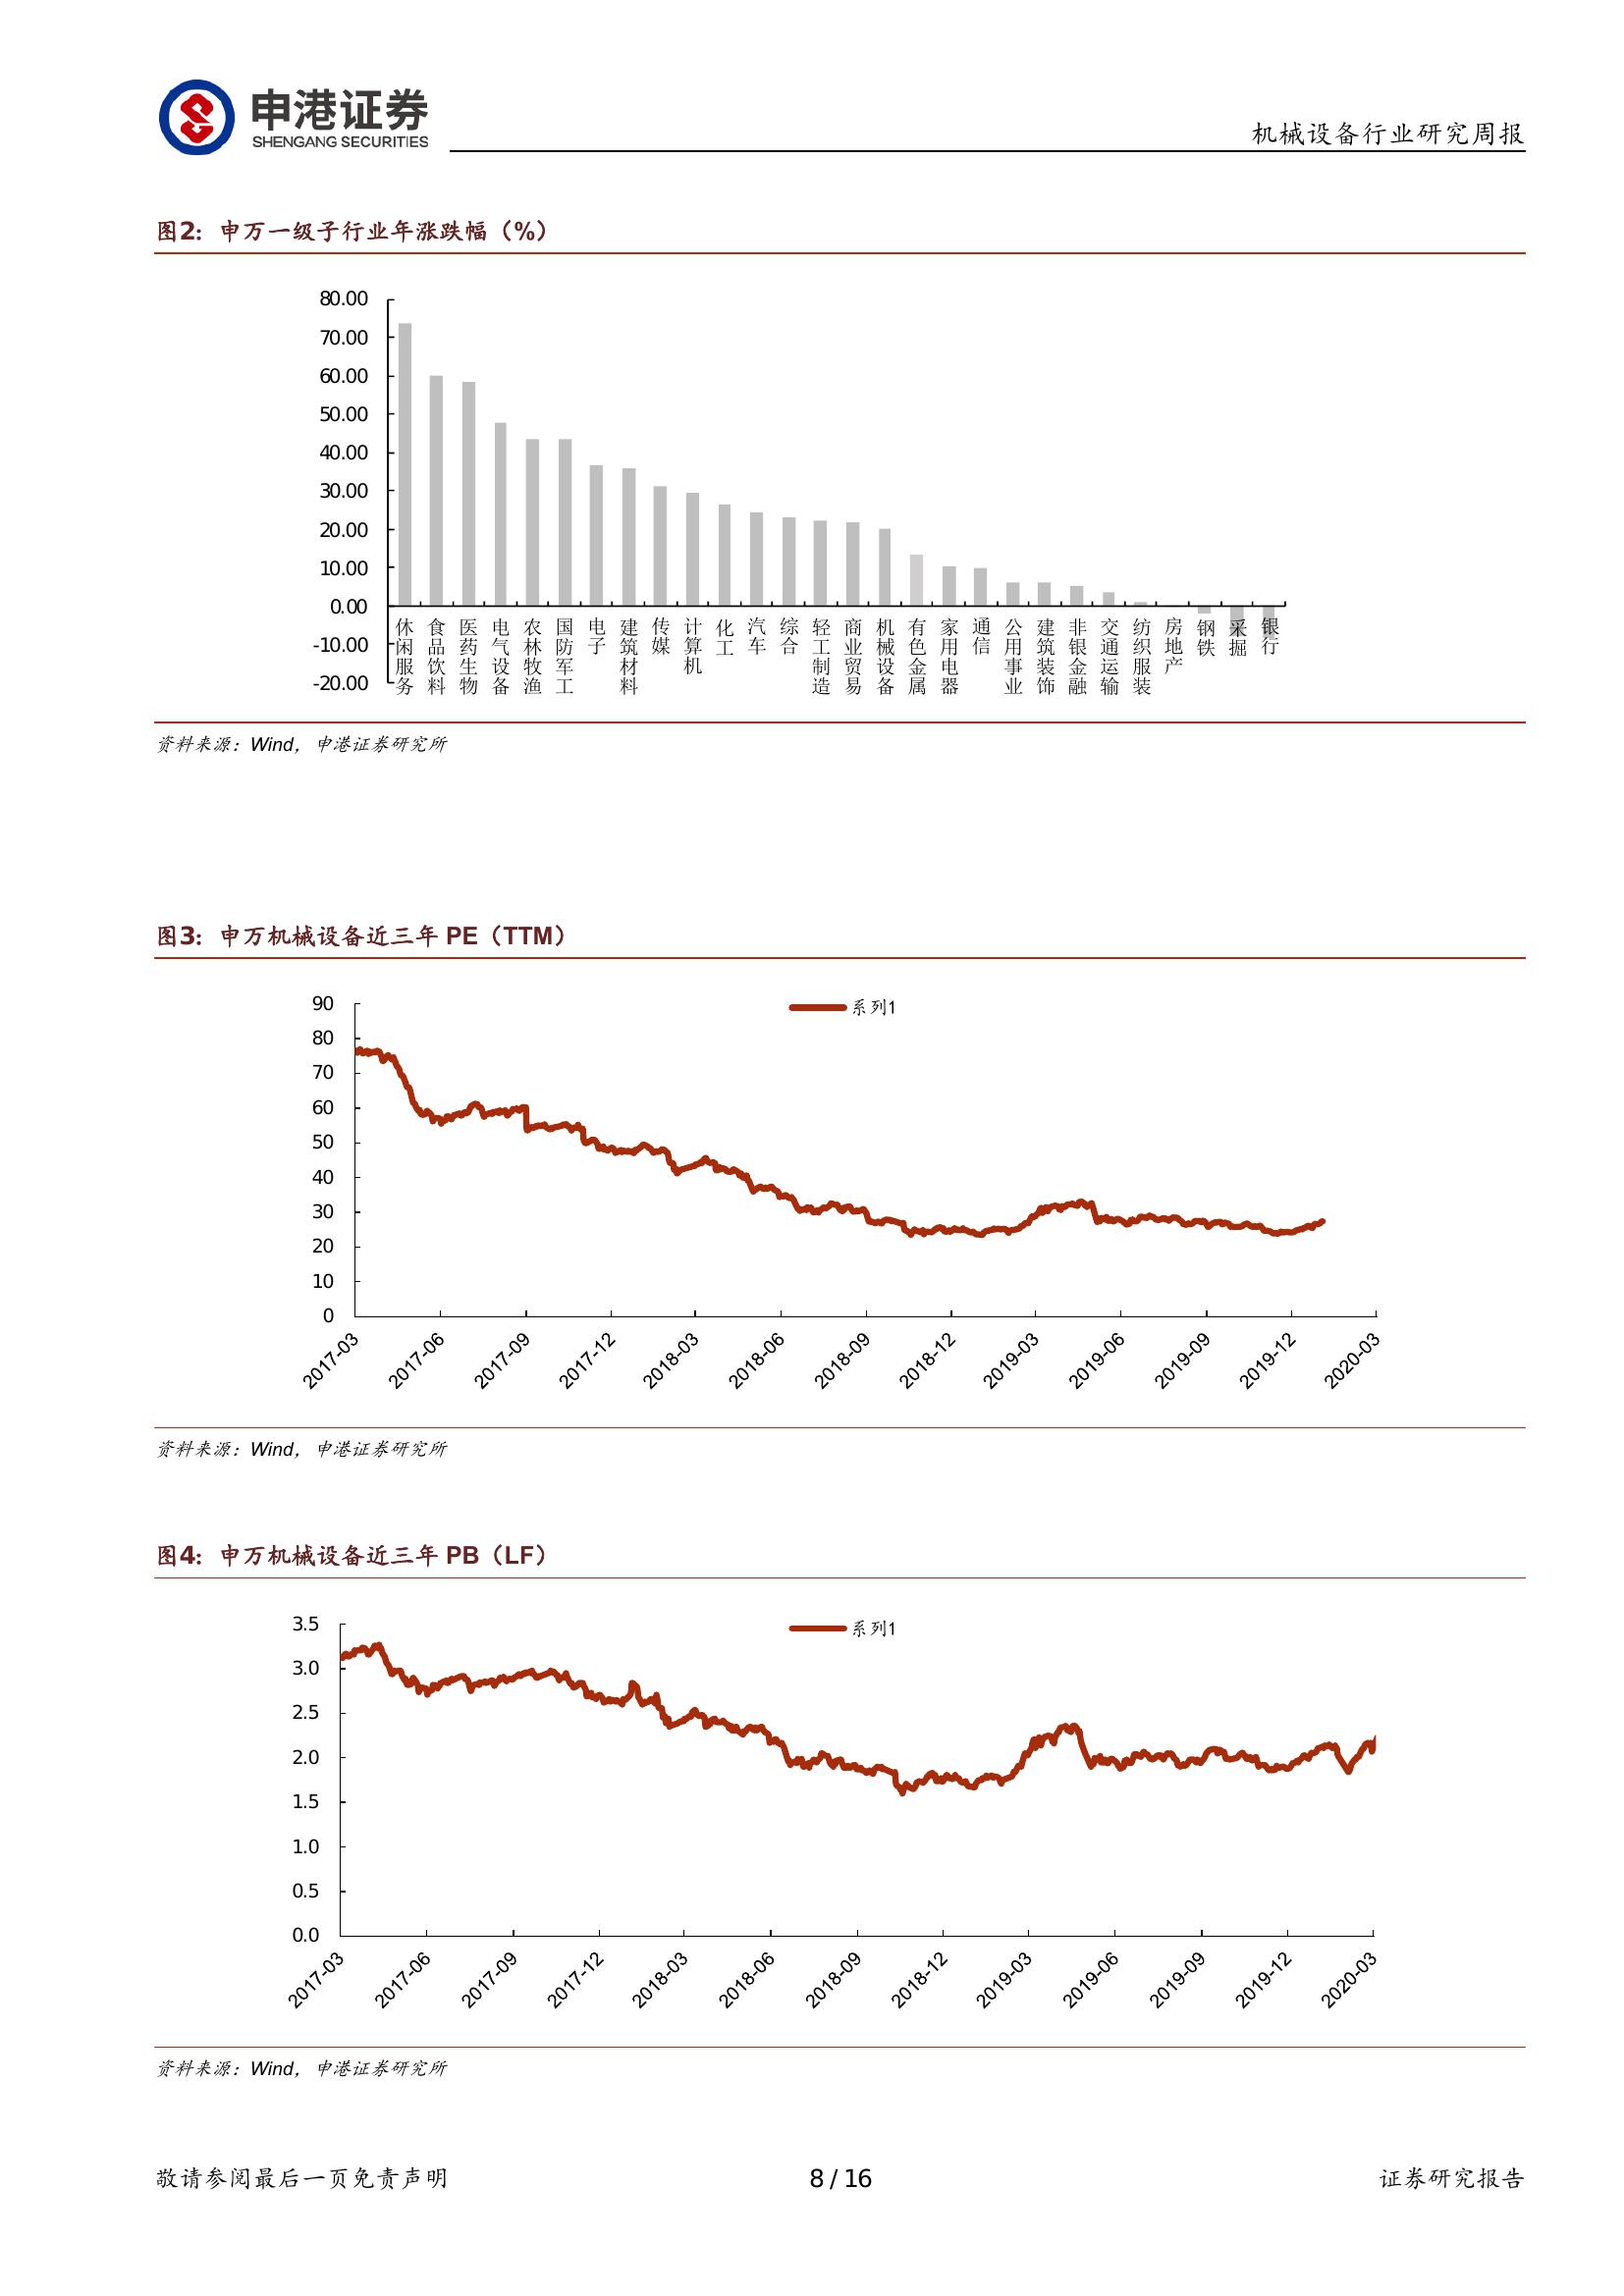 申港证券
SHENGANG SECURITIES
机械设备行业研究周报
图2：申万一级子行业年涨跌幅（%）
80.00
70.00
60.00
50.00
40.00
30.00
20.00
10.00
0.00
-10.00
-20.00
休闲服务
食品饮料
医药生物
电气设备
农林牧渔
国防军工
电子
建筑材料
传媒
计算机
化工
汽车
综合
轻工制造
商业贸易
机械设备
有色金属
家用电器
通信
公用事业
建筑装饰
非银金融
交通运输
纺织服装
房地产
钢铁
采掘
银行
资料来源：Wind，申港证券研究所
图3：申万机械设备近三年 PE（TTM）
系列1
90
80
70
60
50
40
30
20
10
0
2017-03
2017-06
2017-09
2017-12
2018-03
2018-06
2018-09
2018-12
2019-03
2019-06
2019-09
2019-12
2020-03
资料来源：Wind，申港证券研究所
图4：申万机械设备近三年 PB（LF）
系列1
3.5
3.0
2.5
2.0
1.5
1.0
0.5
0.0
2017-03
2017-06
2017-09
2017-12
2018-03
2018-06
2018-09
2018-12
2019-03
2019-06
2019-09
2019-12
2020-03
资料来源：Wind，申港证券研究所
敬请参阅最后一页免责声明
8 / 16
证券研究报告